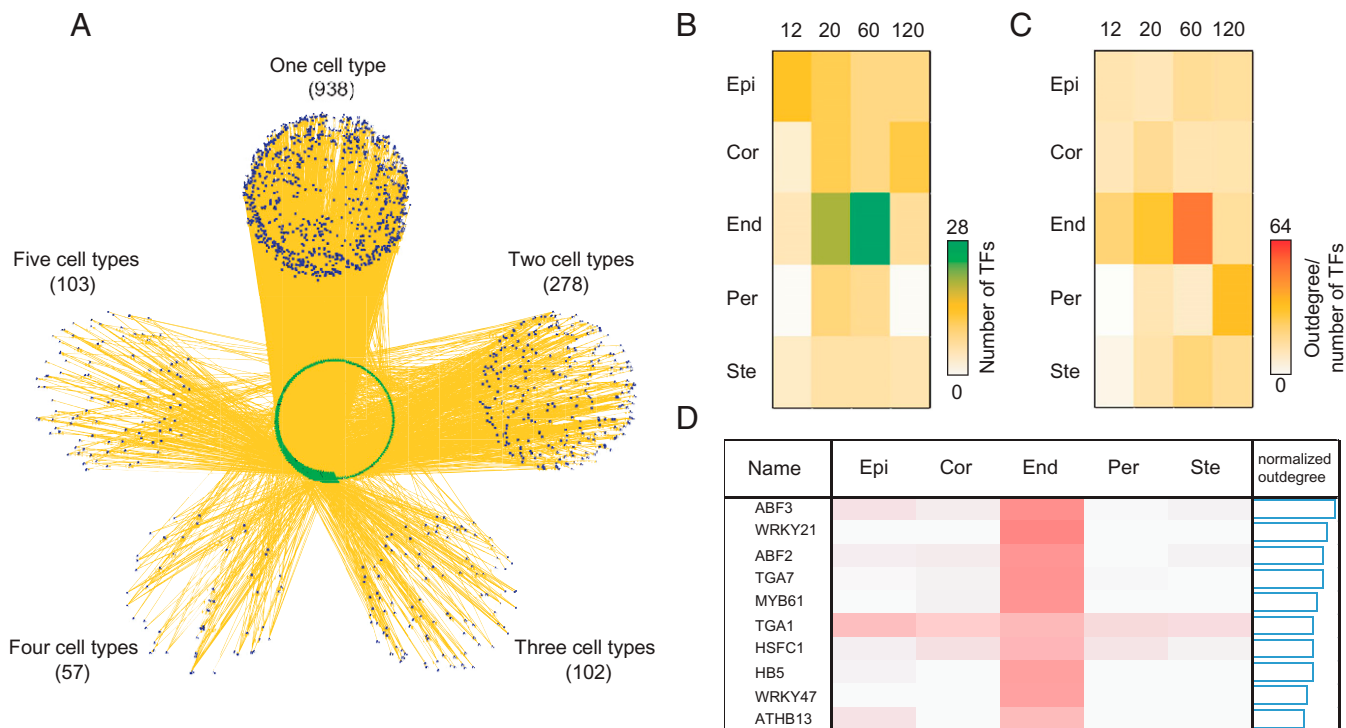 A
One cell type
(938)
Five cell types
(103)
Two cell types
(278)
Four cell types
(57)
Three cell types
(102)
B
12 20 60 120
Epi
Cor
End
Per
Ste
28
Number of TFs
0
C
12 20 60 120
Epi
Cor
End
Per
Ste
64
Outdegree/
number of TFs
0
D
Name Epi Cor End Per Ste normalized
outdegree
ABF3
WRKY21
ABF2
TGA7
MYB61
TGA1
HSFC1
HB5
WRKY47
ATHB13